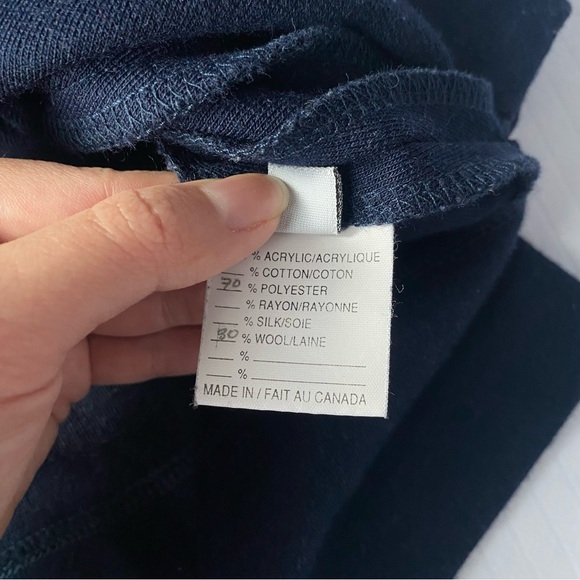 % ACRYLIC/ACRYLIQUE
% COTTON/COTON
70 % POLYESTER
% RAYON/RAYONNE
% SILK/SOIE
30 % WOOL/LAINE
%
%
MADE IN / FAIT AU CANADA